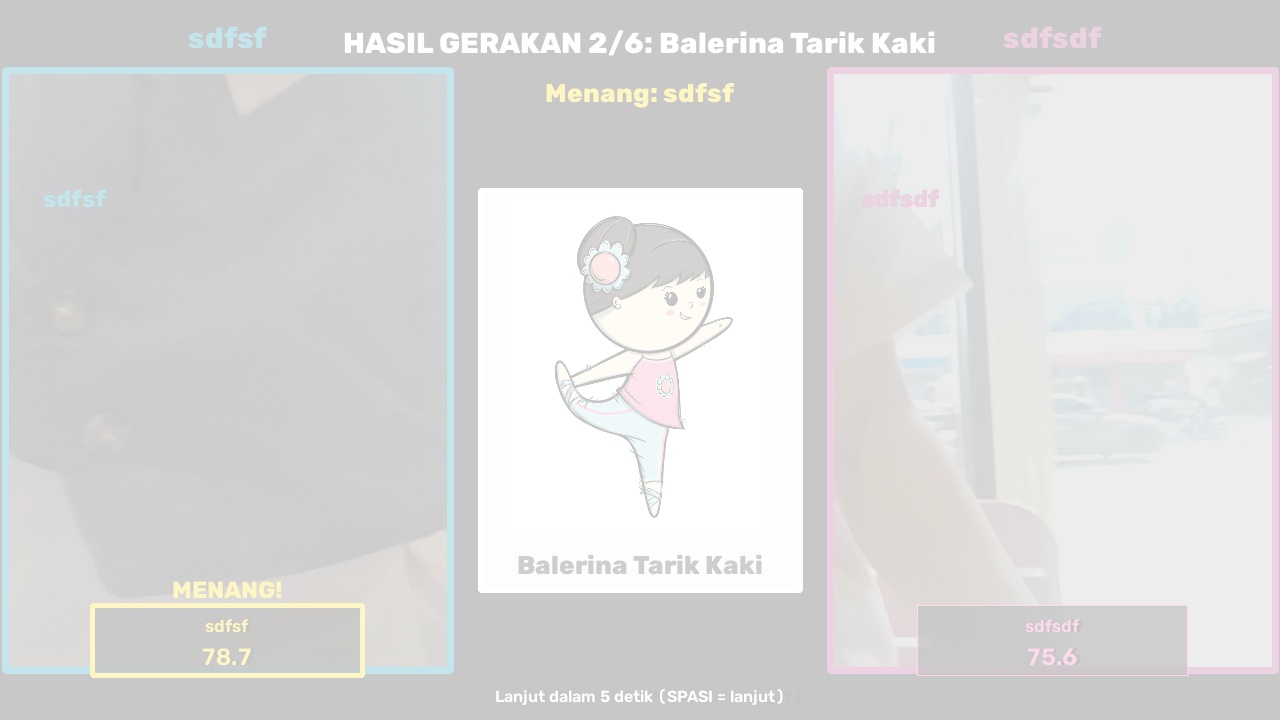 sdfsf
HASIL GERAKAN 2/6: Balerina Tarik Kaki
sdfsdf
Menang: sdfsf
sdfsf
sdfsdf
Balerina Tarik Kaki
MENANG!
sdfsf
78.7
sdfsdf
75.6
Lanjut dalam 5 detik (SPASI = lanjut)